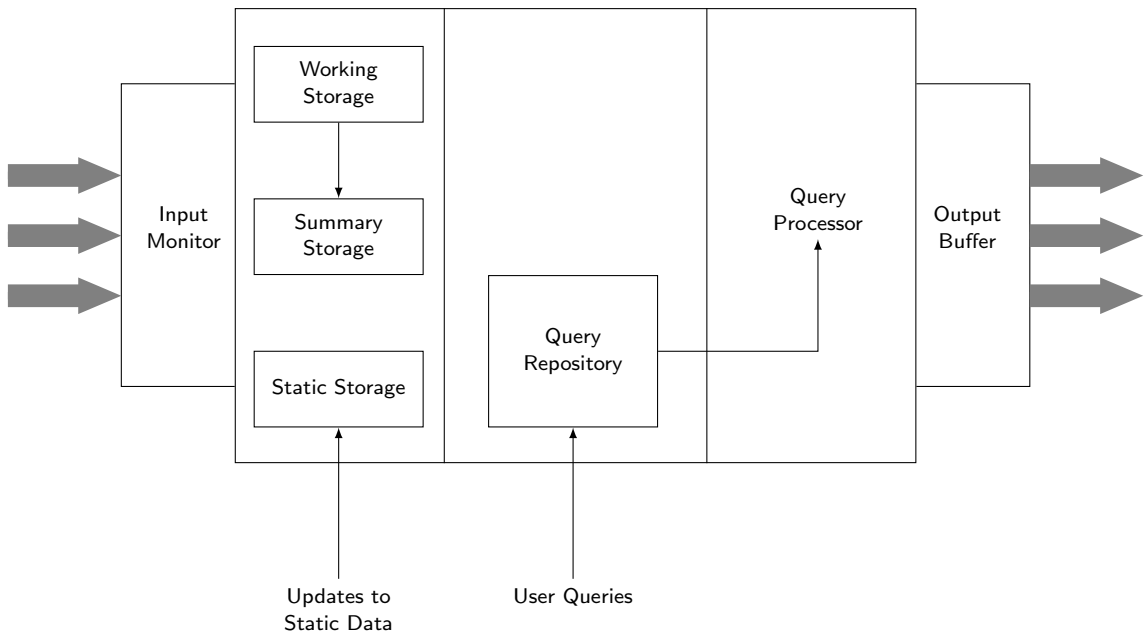 Working
Storage
Summary
Storage
Static Storage
Input
Monitor
Query
Repository
Query
Processor
Output
Buffer
Updates to
Static Data
User Queries